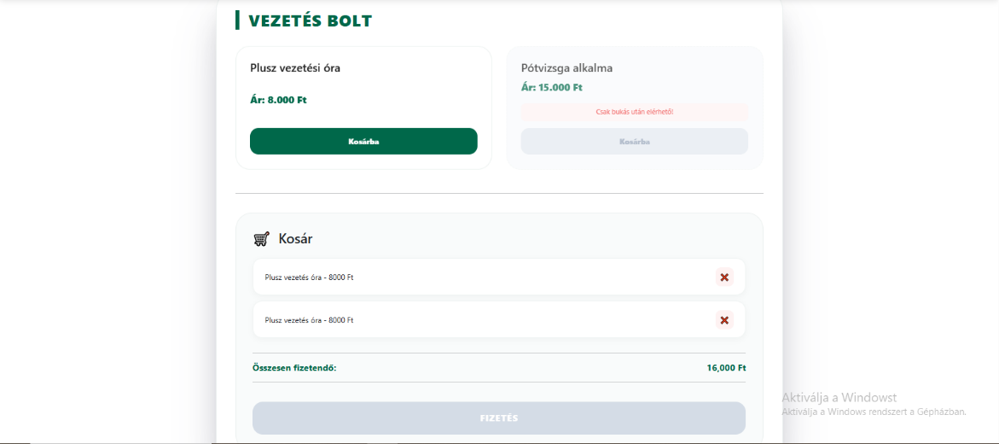 VEZETÉS BOLT
Plusz vezetési óra
Ár: 8.000 Ft
Kosárba
Pótvizsga alkalma
Ár: 15.000 Ft
Csak bukás után elérhető!
Kosárba
Kosár
Plusz vezetés óra - 8000 Ft
Plusz vezetés óra - 8000 Ft
Összesen fizetendő:
16,000 Ft
FIZETÉS
Aktiválja a Windowst
Aktiválja a Windows rendszert a Gépházban.